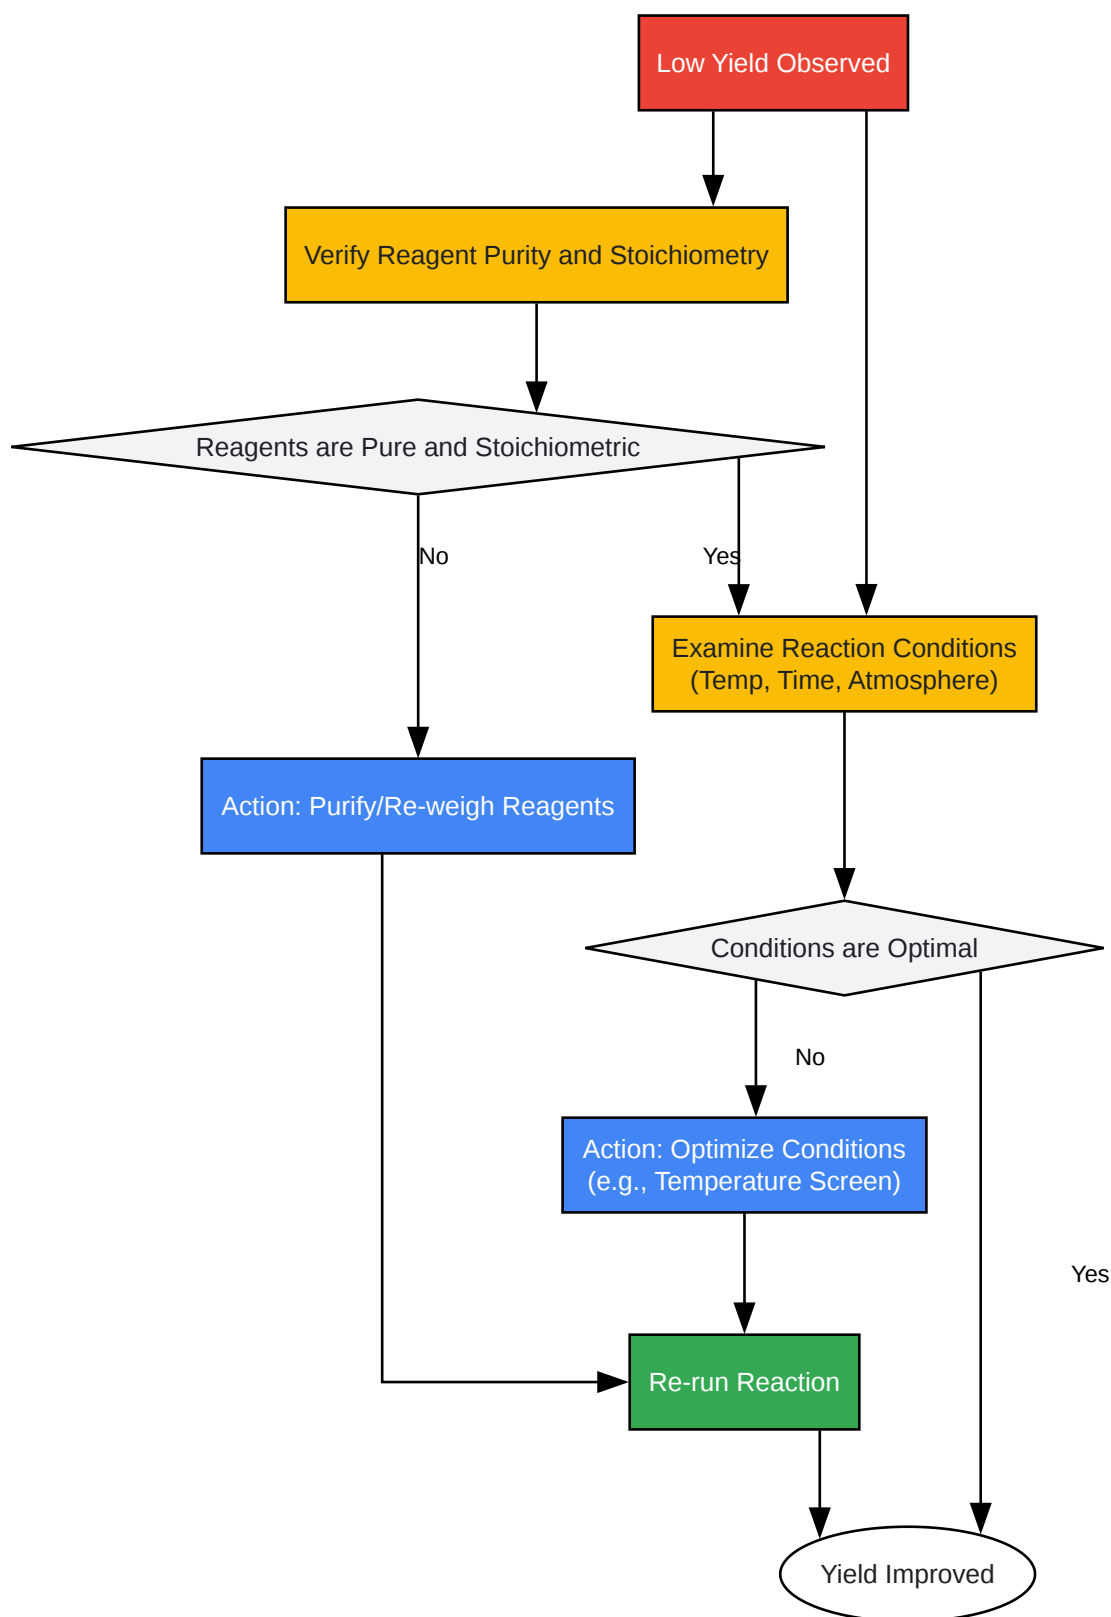 Low Yield Observed
Verify Reagent Purity and Stoichiometry
Reagents are Pure and Stoichiometric
No
Yes
Examine Reaction Conditions
(Temp, Time, Atmosphere)
Action: Purify/Re-weigh Reagents
Conditions are Optimal
No
Action: Optimize Conditions
(e.g., Temperature Screen)
Yes
Re-run Reaction
Yield Improved